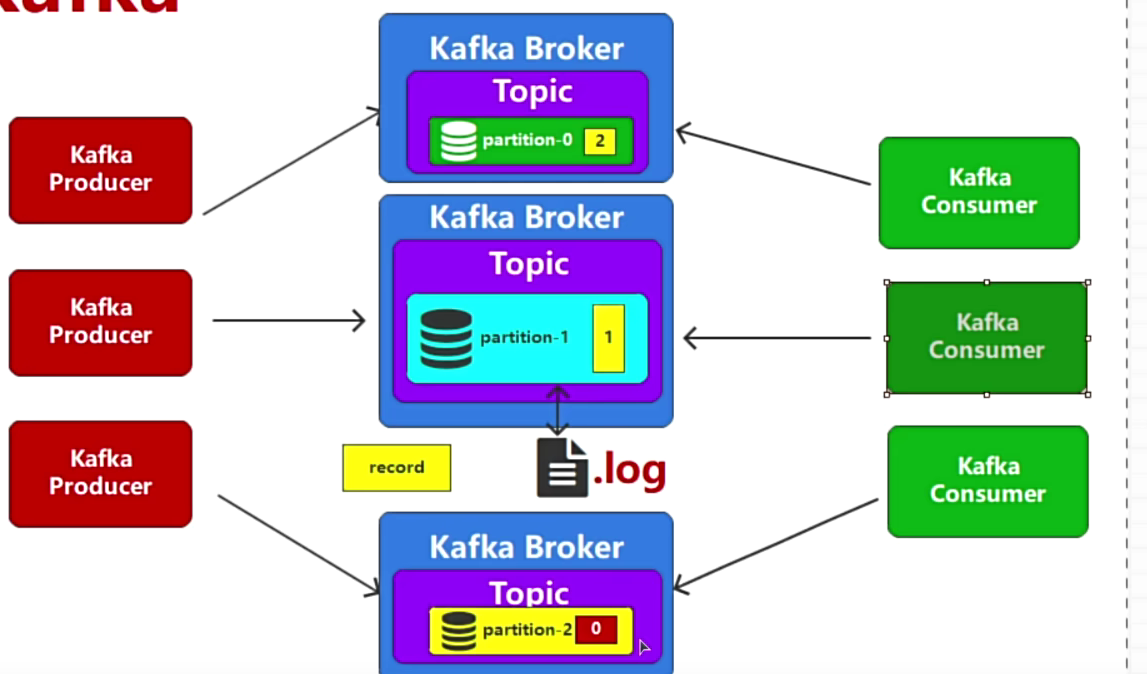 kafka
Kafka Broker
Topic
partition-0 2
Kafka
Producer
Kafka
Consumer
Kafka Broker
Topic
partition-1 1
Kafka
Producer
Kafka
Consumer
record
.log
Kafka
Producer
Kafka
Consumer
Kafka Broker
Topic
partition-2 0